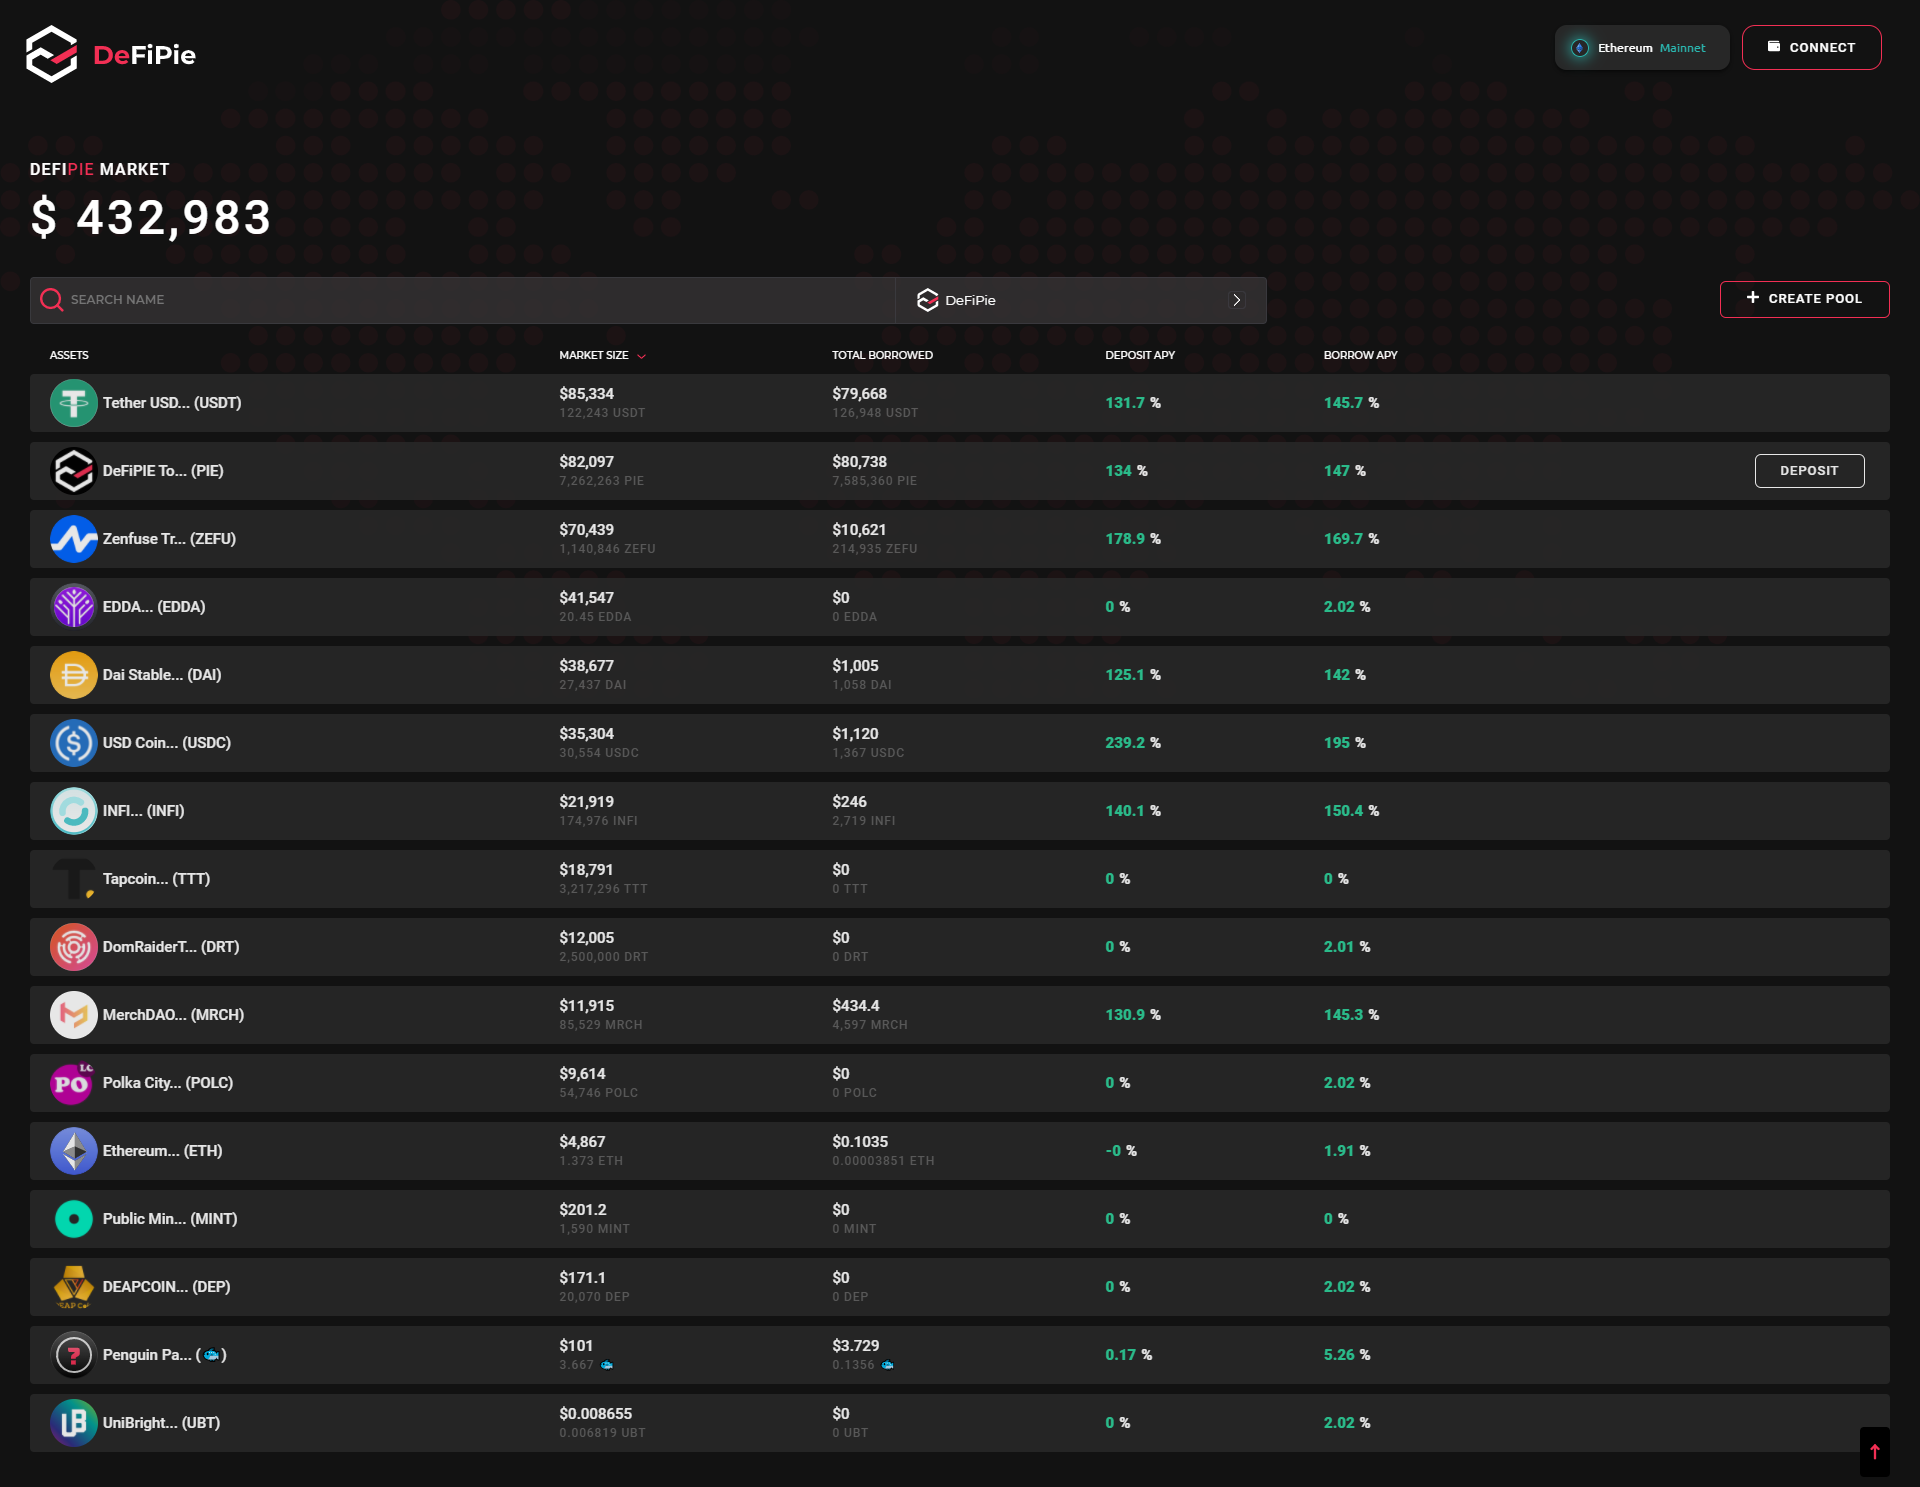 DeFiPie
Ethereum Mainnet
CONNECT
DEFIPIE MARKET
$ 432,983
SEARCH NAME
DeFiPie
CREATE POOL
ASSETS MARKET SIZE TOTAL BORROWED DEPOSIT APY BORROW APY
Tether USD... (USDT) $85,334 $79,668 131.7 % 145.7 %
122,243 USDT 126,948 USDT
DeFiPIE To... (PIE) $82,097 $80,738 134 % 147 % DEPOSIT
7,262,263 PIE 7,585,360 PIE
Zenfuse Tr... (ZEFU) $70,439 $10,621 178.9 % 169.7 %
1,140,846 ZEFU 214,935 ZEFU
EDDA... (EDDA) $41,547 $0 0 % 2.02 %
20.45 EDDA 0 EDDA
Dai Stable... (DAI) $38,677 $1,005 125.1 % 142 %
27,437 DAI 1,058 DAI
USD Coin... (USDC) $35,304 $1,120 239.2 % 195 %
30,554 USDC 1,367 USDC
INFI... (INFI) $21,919 $246 140.1 % 150.4 %
174,976 INFI 2,719 INFI
Tapcoin... (TTT) $18,791 $0 0 % 0 %
3,217,296 TTT 0 TTT
DomRaiderT... (DRT) $12,005 $0 0 % 2.01 %
2,500,000 DRT 0 DRT
MerchDAO... (MRCH) $11,915 $434.4 130.9 % 145.3 %
85,529 MRCH 4,597 MRCH
PO LC Polka City... (POLC) $9,614 $0 0 % 2.02 %
54,746 POLC 0 POLC
Ethereum... (ETH) $4,867 $0.1035 -0 % 1.91 %
1.373 ETH 0.00003851 ETH
Public Min... (MINT) $201.2 $0 0 % 0 %
1,590 MINT 0 MINT
DEAPCOIN... (DEP) $171.1 $0 0 % 2.02 %
20,070 DEP 0 DEP
Penguin Pa... (🐟) $101 $3.729 0.17 % 5.26 %
3.667 🐟 0.1356 🐟
UniBright... (UBT) $0.008655 $0 0 % 2.02 %
0.006819 UBT 0 UBT